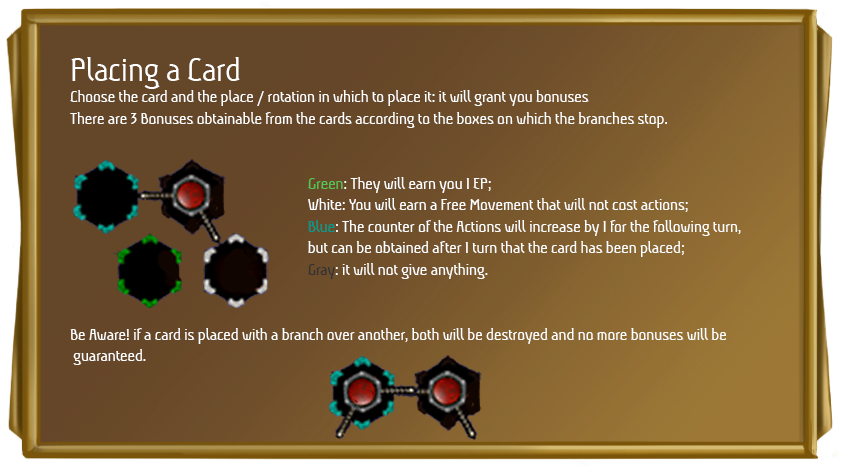 Placing a Card
Choose the card and the place / rotation in which to place it: it will grant you bonuses
There are 3 Bonuses obtainable from the cards according to the boxes on which the branches stop.
Green: They will earn you 1 EP;
White: You will earn a Free Movement that will not cost actions;
Blue: The counter of the Actions will increase by 1 for the following turn,
but can be obtained after 1 turn that the card has been placed;
Gray: it will not give anything.
Be Aware! if a card is placed with a branch over another, both will be destroyed and no more bonuses will be
guaranteed.